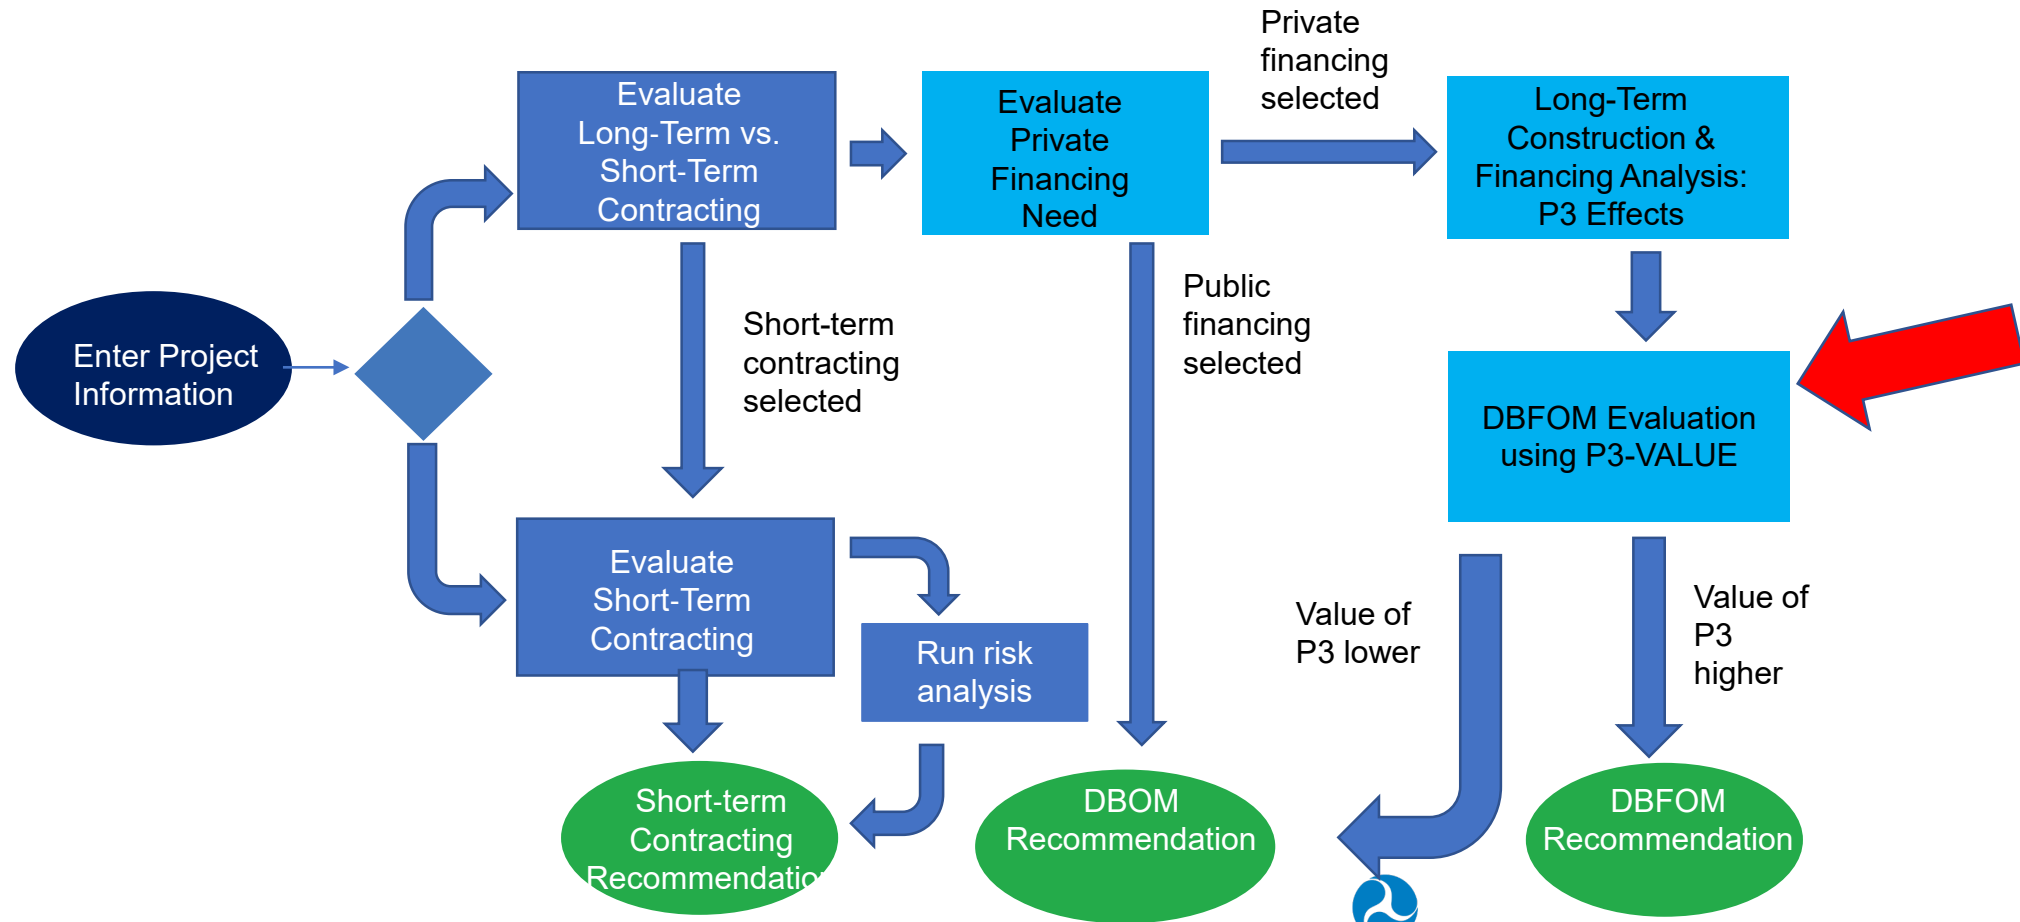 Private
financing
selected
Evaluate
Long-Term vs.
Short-Term
Contracting
Evaluate
Private
Financing
Need
Long-Term
Construction &
Financing Analysis:
P3 Effects
Enter Project
Information
Short-term
contracting
selected
Public
financing
selected
DBFOM Evaluation
using P3-VALUE
Evaluate
Short-Term
Contracting
Run risk
analysis
Value of
P3 lower
Value of
P3
higher
Short-term
Contracting
Recommendation
DBOM
Recommendation
DBFOM
Recommendation